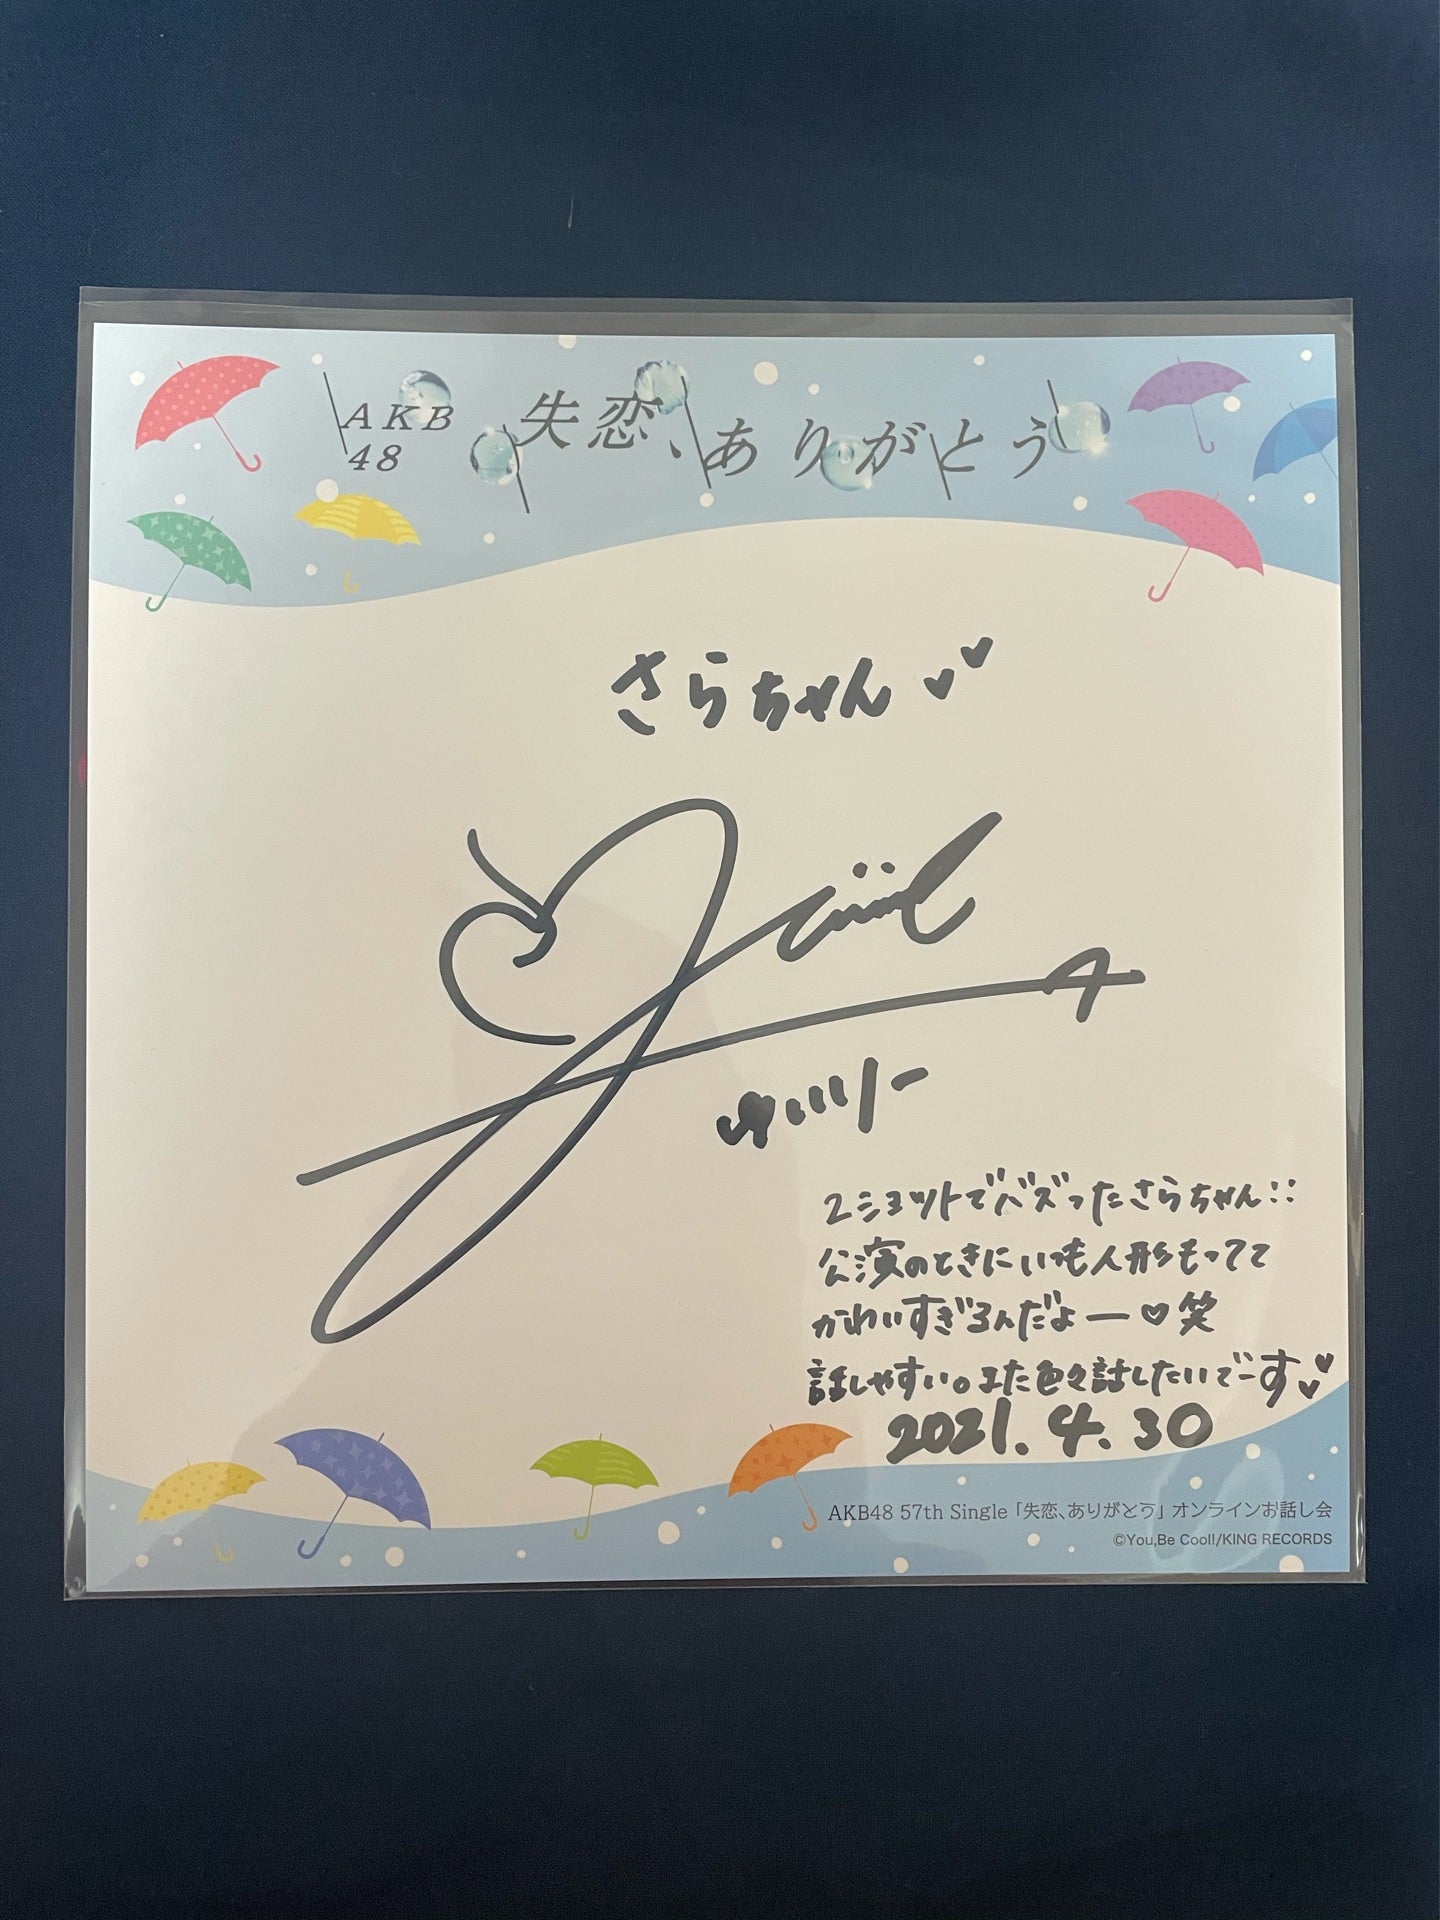 AKB
48
失恋、ありがとう
さらちゃん
ゆいりー
2ショットでバズったさらちゃん::
公演のときにいつも人形もってて
かわいすぎるんだよー♡笑
話しやすい。また色々話したいでーす
2021.4.30
AKB48 57th Single「失恋、ありがとう」オンラインお話し会
©You,Be Cool!/KING RECORDS